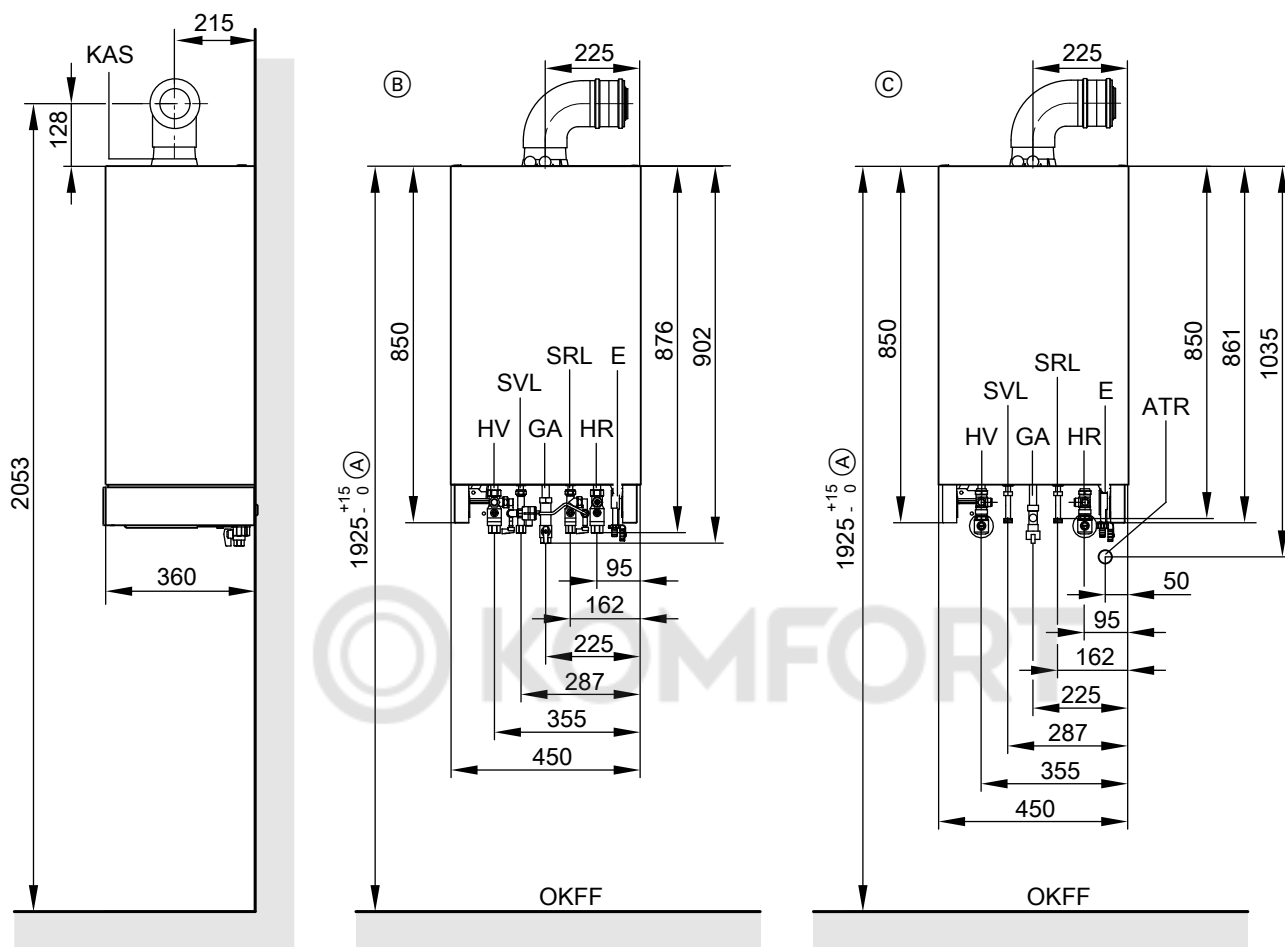 215
KAS
128
2053
360
B
225
850
876
902
SRL E
SVL
HV GA HR
1925 +15 - 0 A
95
162
225
287
355
450
OKFF
C
225
850
850
861
1035
SRL
SVL E
ATR
HV GA HR
1925 +15 - 0 A
50
95
162
225
287
355
450
OKFF
KOMFORT